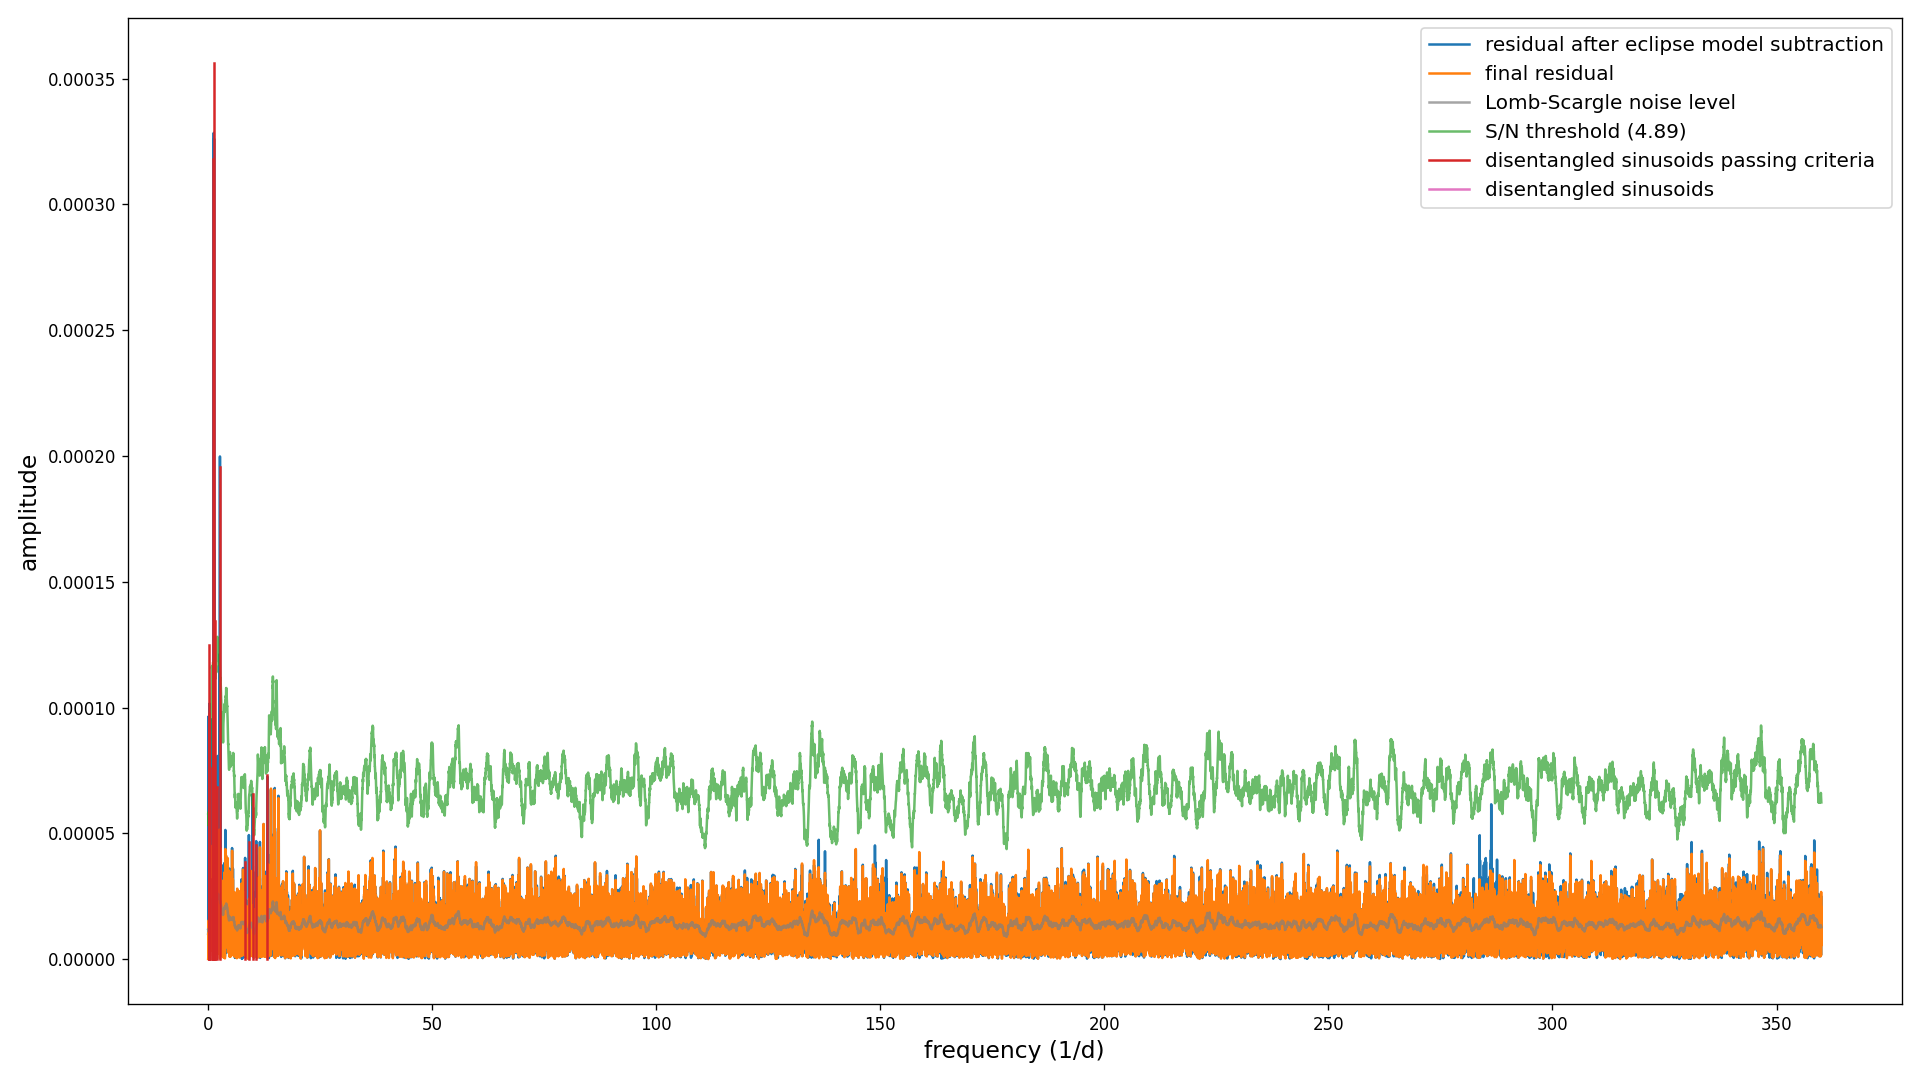 residual after eclipse model subtraction
final residual
Lomb-Scargle noise level
S/N threshold (4.89)
disentangled sinusoids passing criteria
disentangled sinusoids
amplitude
0.00035
0.00030
0.00025
0.00020
0.00015
0.00010
0.00005
0.00000
0 50 100 150 200 250 300 350
frequency (1/d)